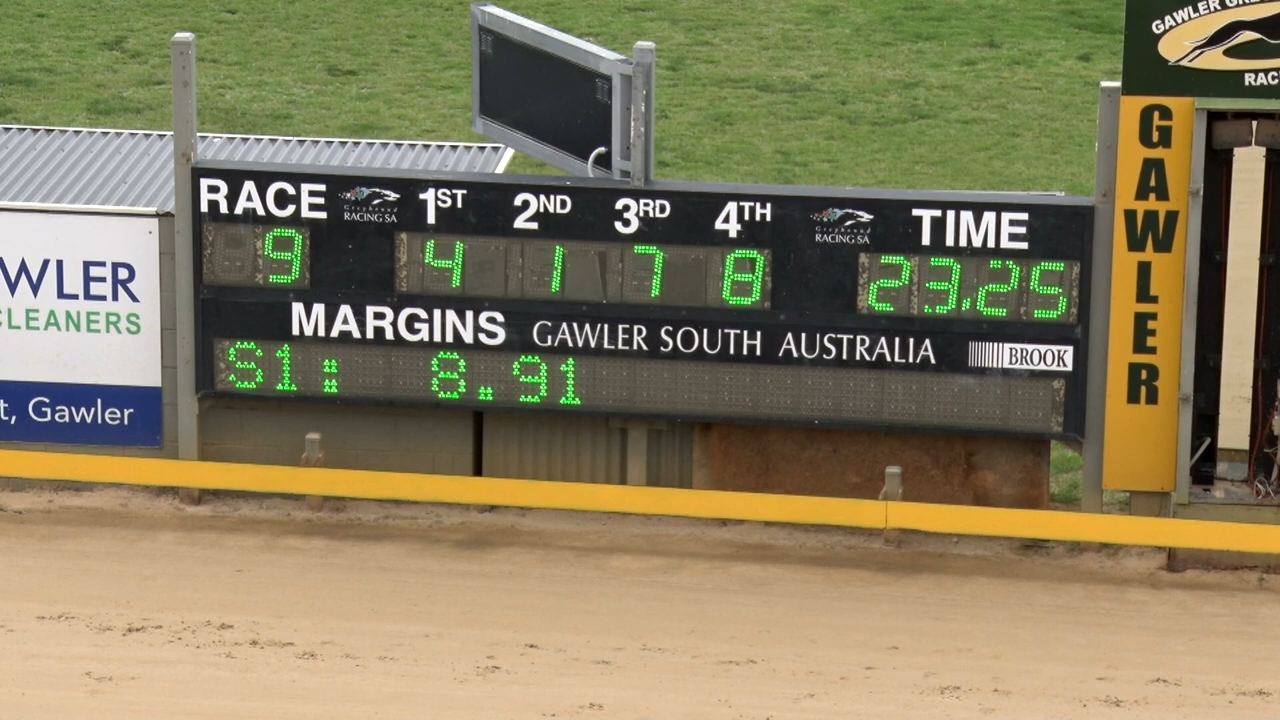 GAWLER GRE
RAC
GAWLER
RACE 1ST 2ND 3RD 4TH TIME
Greyhound
RACING SA
Greyhound
RACING SA
9 4 1 7 8 23.25
MARGINS GAWLER SOUTH AUSTRALIA BROOK
S1: 8.91
WLER
CLEANERS
t, Gawler